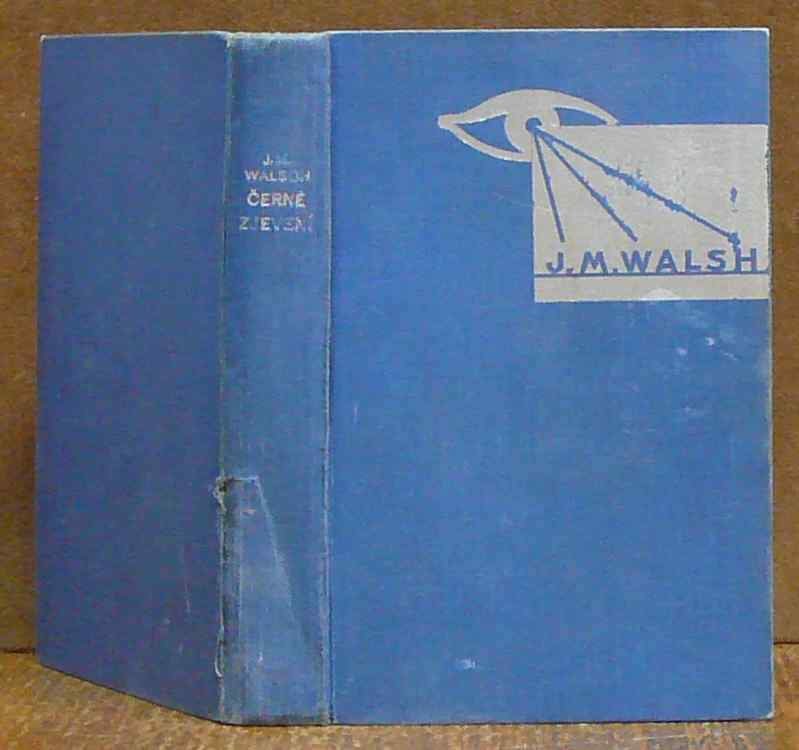 J. M.
WALSH
ČERNÉ
ZJEVENÍ
J. M. WALSH